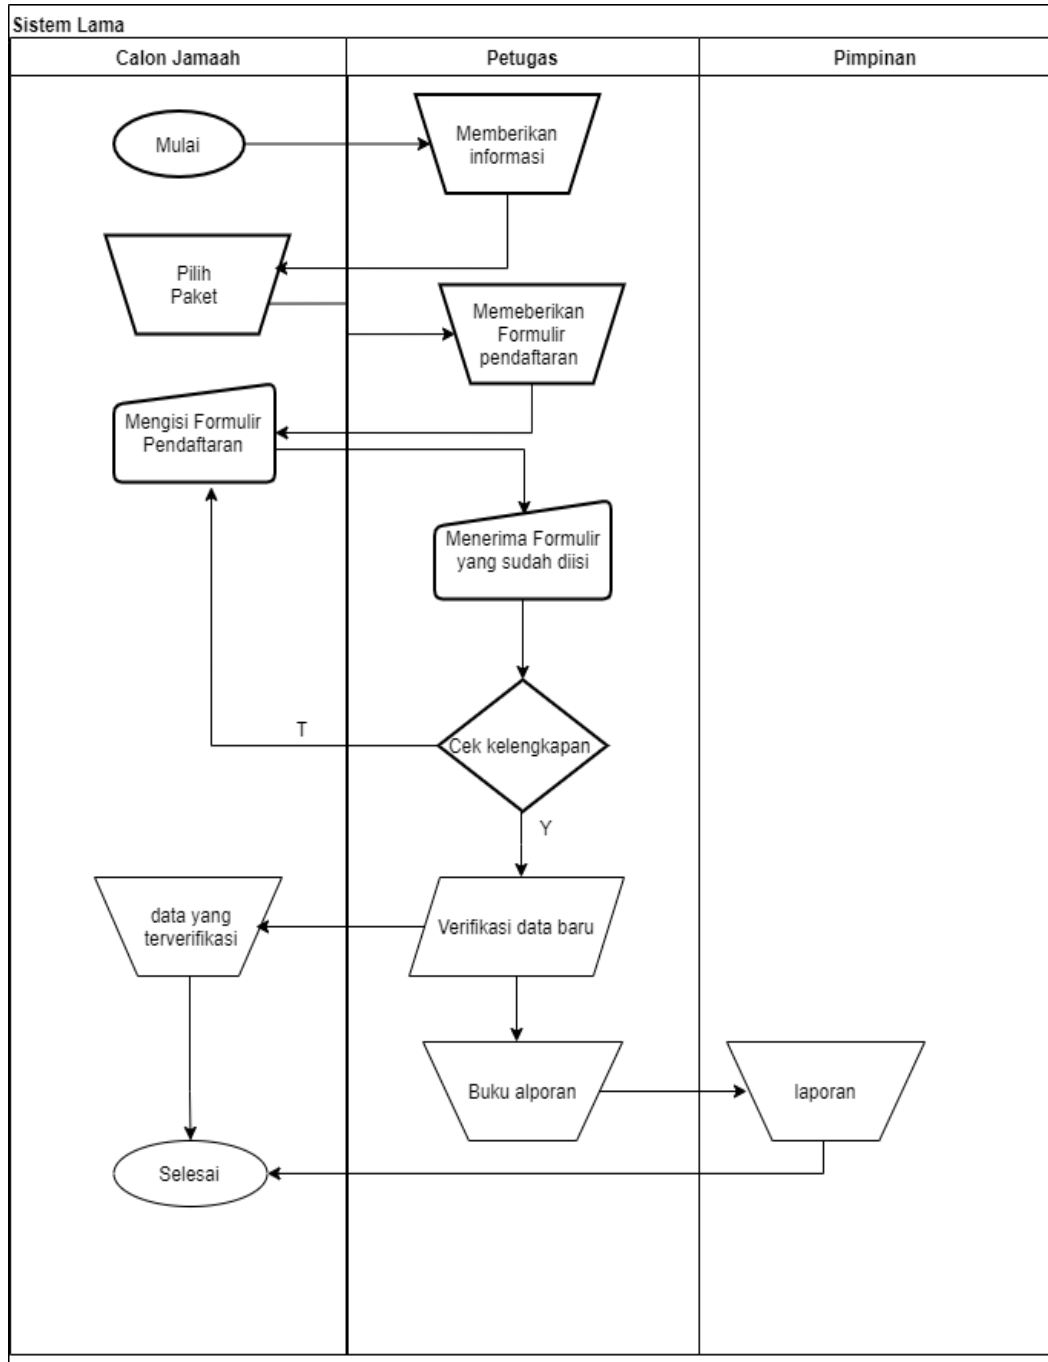 Sistem Lama
Calon Jamaah
Petugas
Pimpinan
Mulai
Memberikan
informasi
Pilih
Paket
Memeberikan
Formulir
pendaftaran
Mengisi Formulir
Pendaftaran
Menerima Formulir
yang sudah diisi
T
Cek kelengkapan
Y
data yang
terverifikasi
Verifikasi data baru
Buku alporan
laporan
Selesai